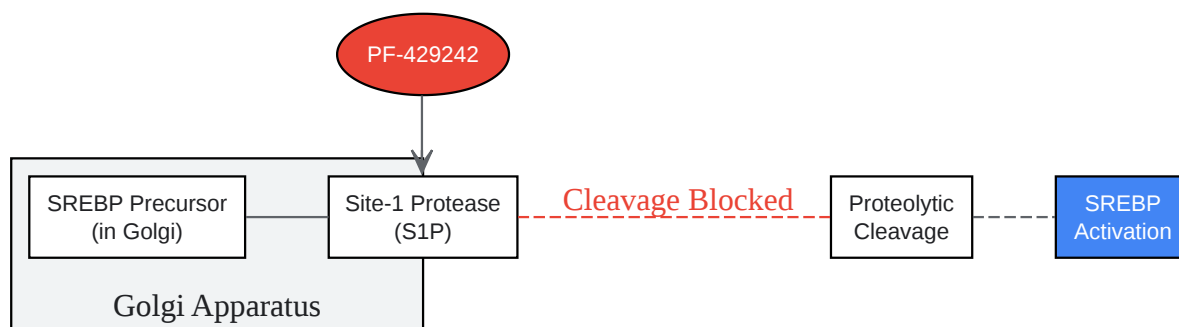 PF-429242
SREBP Precursor
(in Golgi)
Site-1 Protease
(S1P)
Cleavage Blocked
Proteolytic
Cleavage
SREBP
Activation
Golgi Apparatus